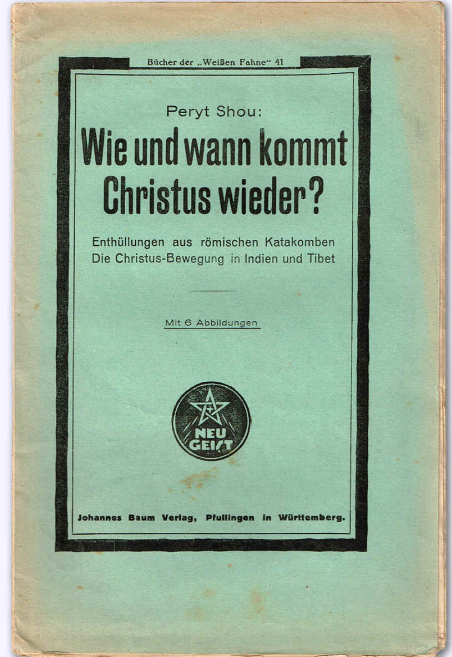 Bücher der „Weißen Fahne“ 41
Peryt Shou:
Wie und wann kommt
Christus wieder?
Enthüllungen aus römischen Katakomben
Die Christus-Bewegung in Indien und Tibet
Mit 6 Abbildungen
NEU
GEIST
Johannes Baum Verlag, Pfullingen in Württemberg.